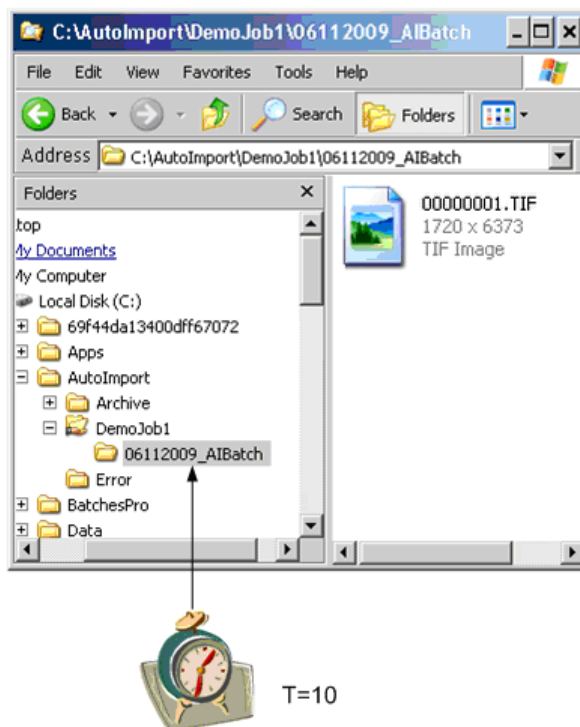 C:\AutoImport\DemoJob1\06112009_AIBatch
File Edit View Favorites Tools Help
Back Search Folders
Address C:\AutoImport\DemoJob1\06112009_AIBatch
Folders
top
My Documents
My Computer
Local Disk (C:)
69f44da13400dff67072
Apps
AutoImport
Archive
DemoJob1
06112009_AIBatch
Error
BatchesPro
Data
00000001.TIF
1720 x 6373
TIF Image
T=10